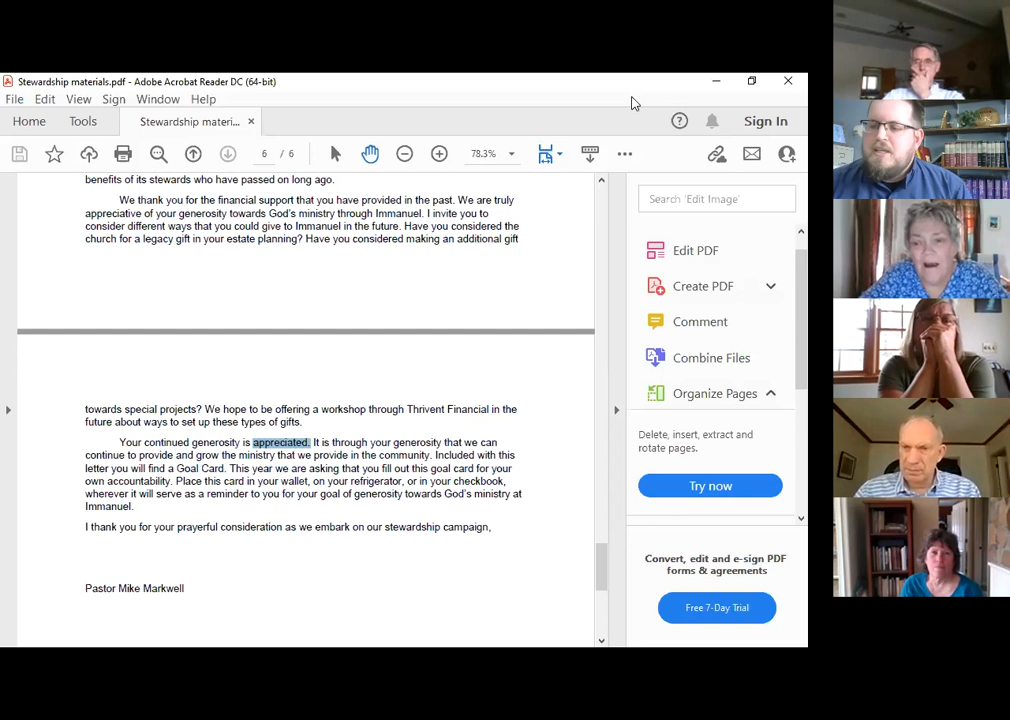 Stewardship materials.pdf - Adobe Acrobat Reader DC (64-bit)
File Edit View Sign Window Help
Home Tools Stewardship materi... × Sign In
6 / 6 78.3%
benefits of its stewards who have passed on long ago.
We thank you for the financial support that you have provided in the past. We are truly
appreciative of your generosity towards God's ministry through Immanuel. I invite you to
consider different ways that you could give to Immanuel in the future. Have you considered the
church for a legacy gift in your estate planning? Have you considered making an additional gift
towards special projects? We hope to be offering a workshop through Thrivent Financial in the
future about ways to set up these types of gifts.
Your continued generosity is appreciated. It is through your generosity that we can
continue to provide and grow the ministry that we provide in the community. Included with this
letter you will find a Goal Card. This year we are asking that you fill out this goal card for your
own accountability. Place this card in your wallet, on your refrigerator, or in your checkbook,
wherever it will serve as a reminder to you for your goal of generosity towards God's ministry at
Immanuel.
I thank you for your prayerful consideration as we embark on our stewardship campaign,
Pastor Mike Markwell
Search 'Edit Image'
Edit PDF
Create PDF
Comment
Combine Files
Organize Pages
Delete, insert, extract and
rotate pages.
Try now
Convert, edit and e-sign PDF
forms & agreements
Free 7-Day Trial